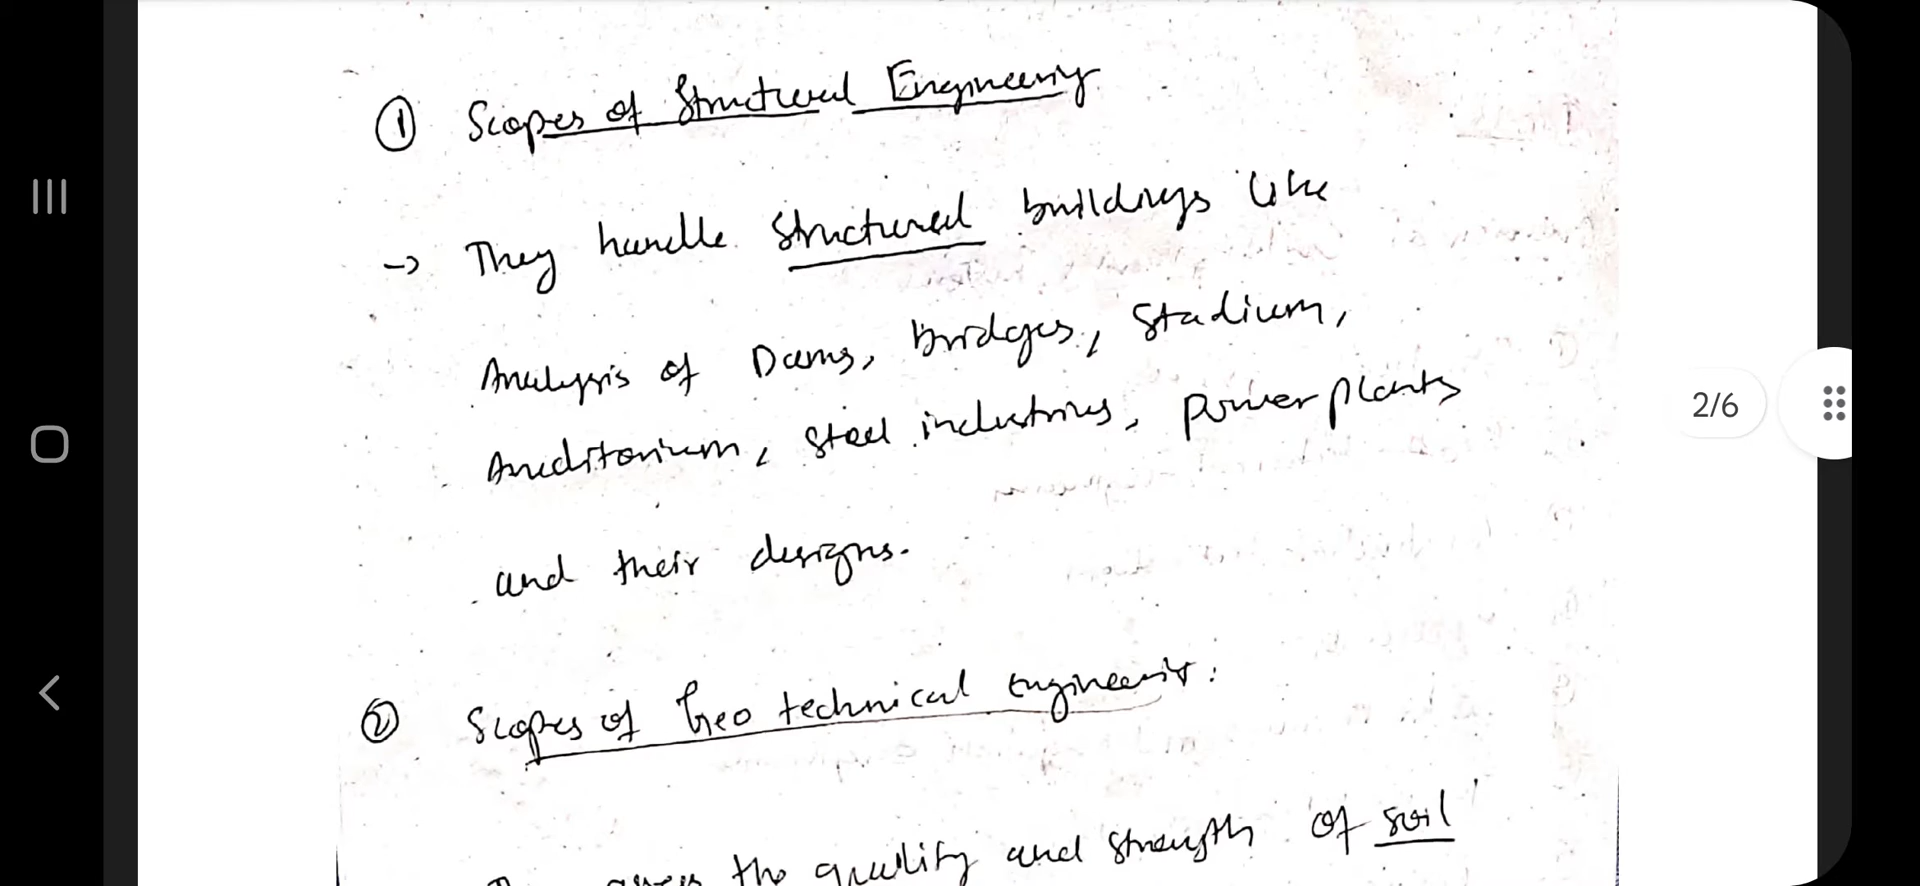 ① Scopes of Structural Engineering
→ They handle structural buildings like
Analysis of Dams, Bridges, Stadium,
Auditorium, steel industries, power plants
and their designs.
2/6
② Scopes of Geo technical engineering:
assess the quality and strength of soil